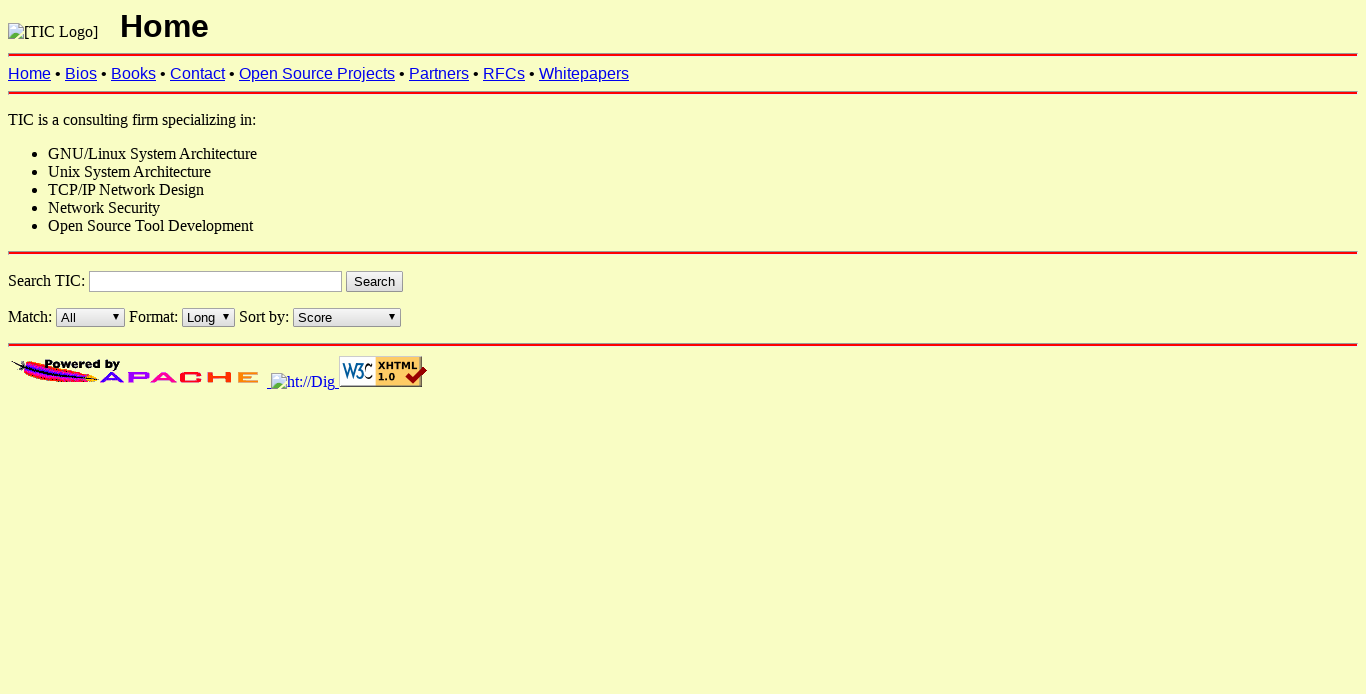 [TIC Logo] Home
Home • Bios • Books • Contact • Open Source Projects • Partners • RFCs • Whitepapers
TIC is a consulting firm specializing in:
• GNU/Linux System Architecture
• Unix System Architecture
• TCP/IP Network Design
• Network Security
• Open Source Tool Development
Search TIC: Search
Match: All Format: Long Sort by: Score
Powered by APACHE ht://Dig W3C XHTML 1.0